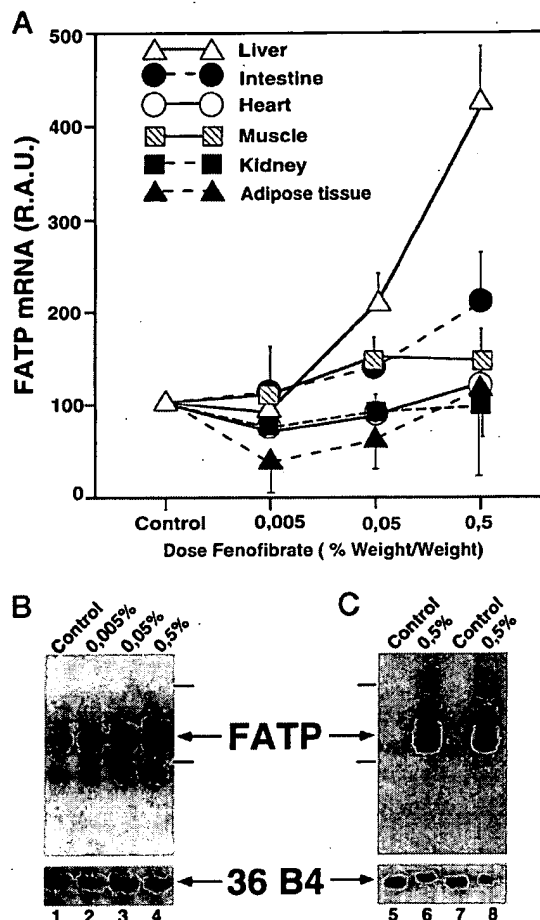 A
FATP mRNA (R.A.U.)
500
400
300
200
100
0
Liver
Intestine
Heart
Muscle
Kidney
Adipose tissue
Control 0,005 0,05 0,5
Dose Fenofibrate ( % Weight/Weight)
B
Control 0,005% 0,05% 0,5%
C
Control 0,5% Control 0,5%
FATP
36 B4
1 2 3 4
5 6 7 8